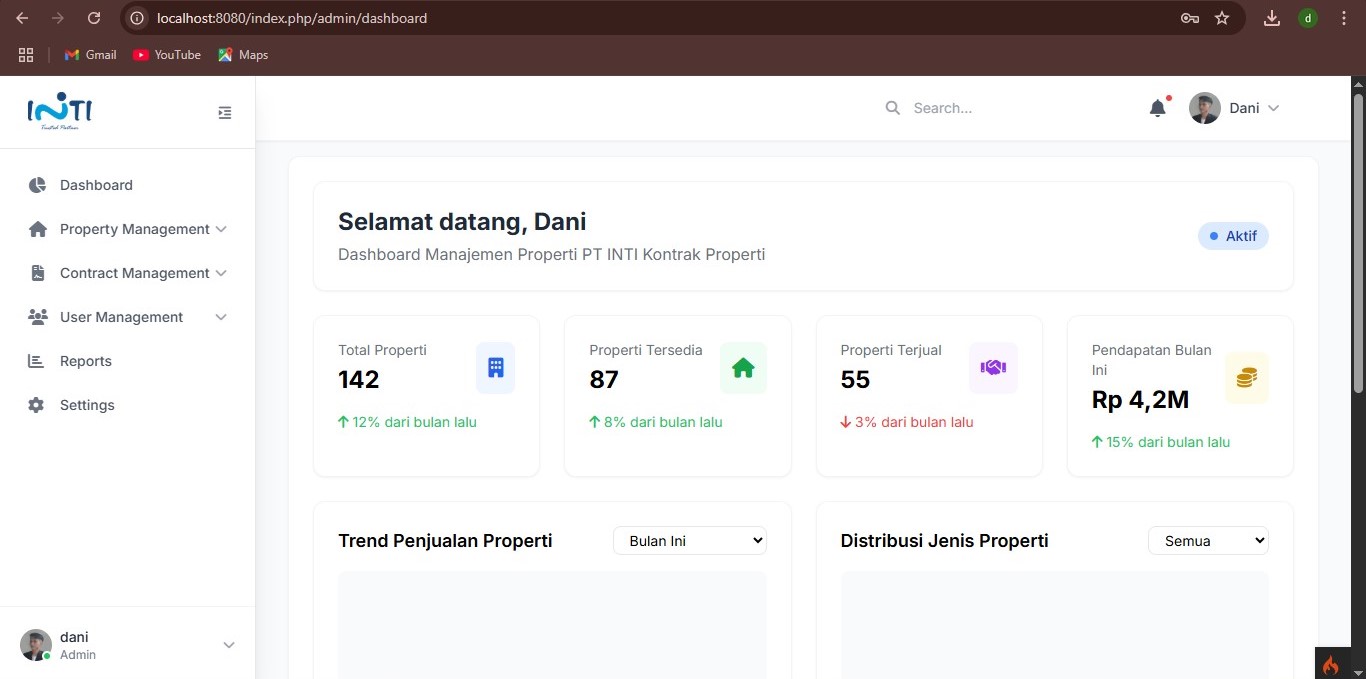 localhost:8080/index.php/admin/dashboard
d
Gmail
YouTube
Maps
INTI
Trusted Partner
Search...
Dani
Dashboard
Property Management
Contract Management
User Management
Reports
Settings
dani
Admin
Selamat datang, Dani
Dashboard Manajemen Properti PT INTI Kontrak Properti
Aktif
Total Properti
142
12% dari bulan lalu
Properti Tersedia
87
8% dari bulan lalu
Properti Terjual
55
3% dari bulan lalu
Pendapatan Bulan
Ini
Rp 4,2M
15% dari bulan lalu
Trend Penjualan Properti
Bulan Ini
Distribusi Jenis Properti
Semua